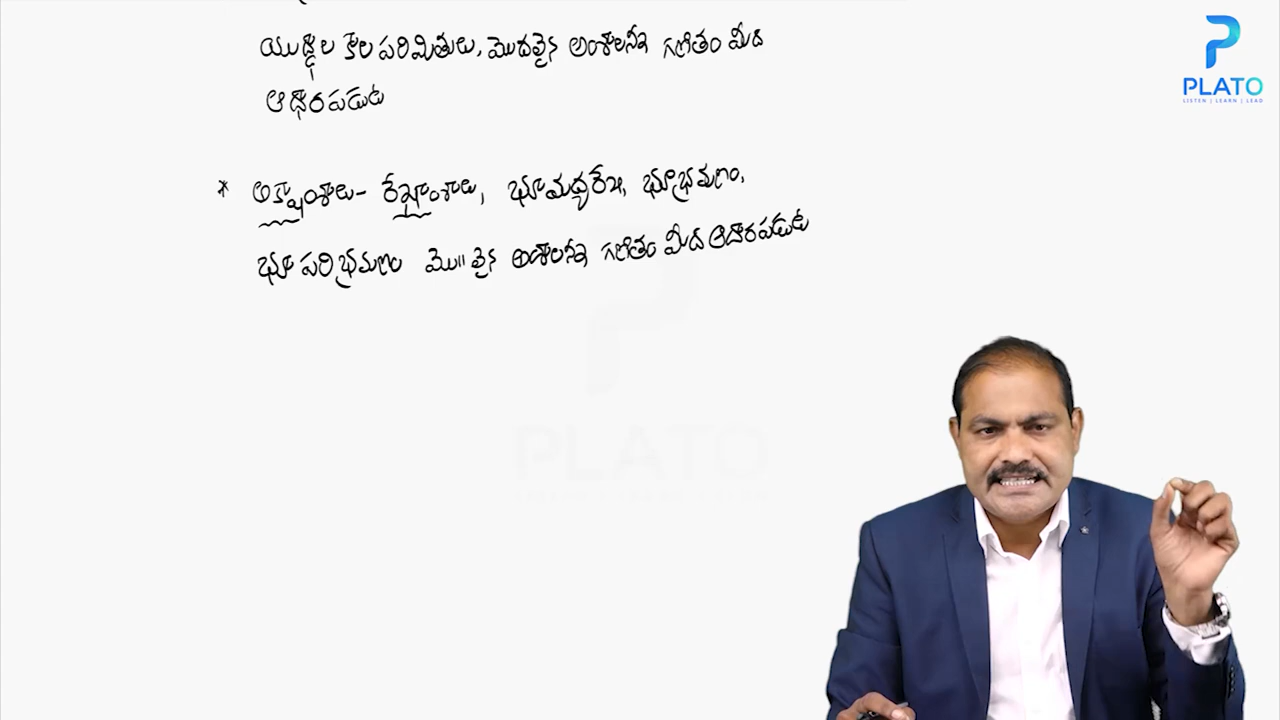 యుద్ధాల కాల పరిమితులు, మొదలైన అంశాలన్నీ గణితం మీద
ఆధారపడుట
* అక్షాంశాలు - రేఖాంశాలు, భూమధ్యరేఖ, భూభ్రమణం,
భూ పరిభ్రమణం మొ॥ లైన అంశాలన్నీ గణితం మీద ఆధారపడుట
PLATO
LISTEN | LEARN | LEAD
PLATO